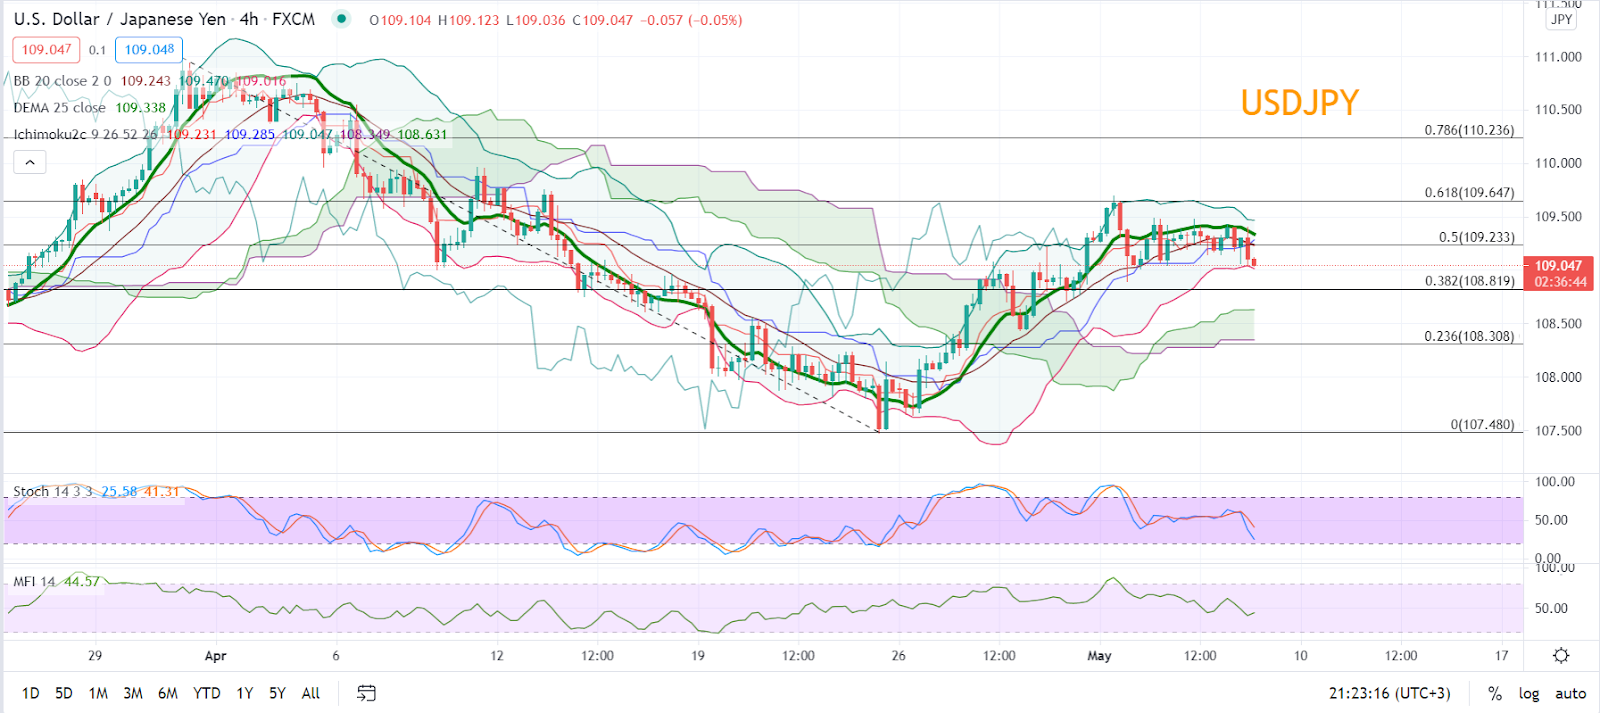 U.S. Dollar / Japanese Yen · 4h · FXCM O109.104 H109.123 L109.036 C109.047 −0.057 (−0.05%)
109.047 0.1 109.048
BB 20 close 2 0 109.243 109.470 109.016
DEMA 25 close 109.338
Ichimoku2c 9 26 52 26 109.231 109.285 109.047 108.349 108.631
USDJPY
0.786(110.236)
0.618(109.647)
0.5(109.233)
0.382(108.819)
0.236(108.308)
0(107.480)
111.500
JPY
111.000
110.500
110.000
109.500
109.047
02:36:44
108.500
108.000
107.500
Stoch 14 3 3 25.58 41.31
100.00
50.00
0.00
MFI 14 44.57
100.00
50.00
29 Apr 6 12 12:00 19 12:00 26 12:00 May 12:00 10 12:00 17
1D 5D 1M 3M 6M YTD 1Y 5Y All 21:23:16 (UTC+3) % log auto